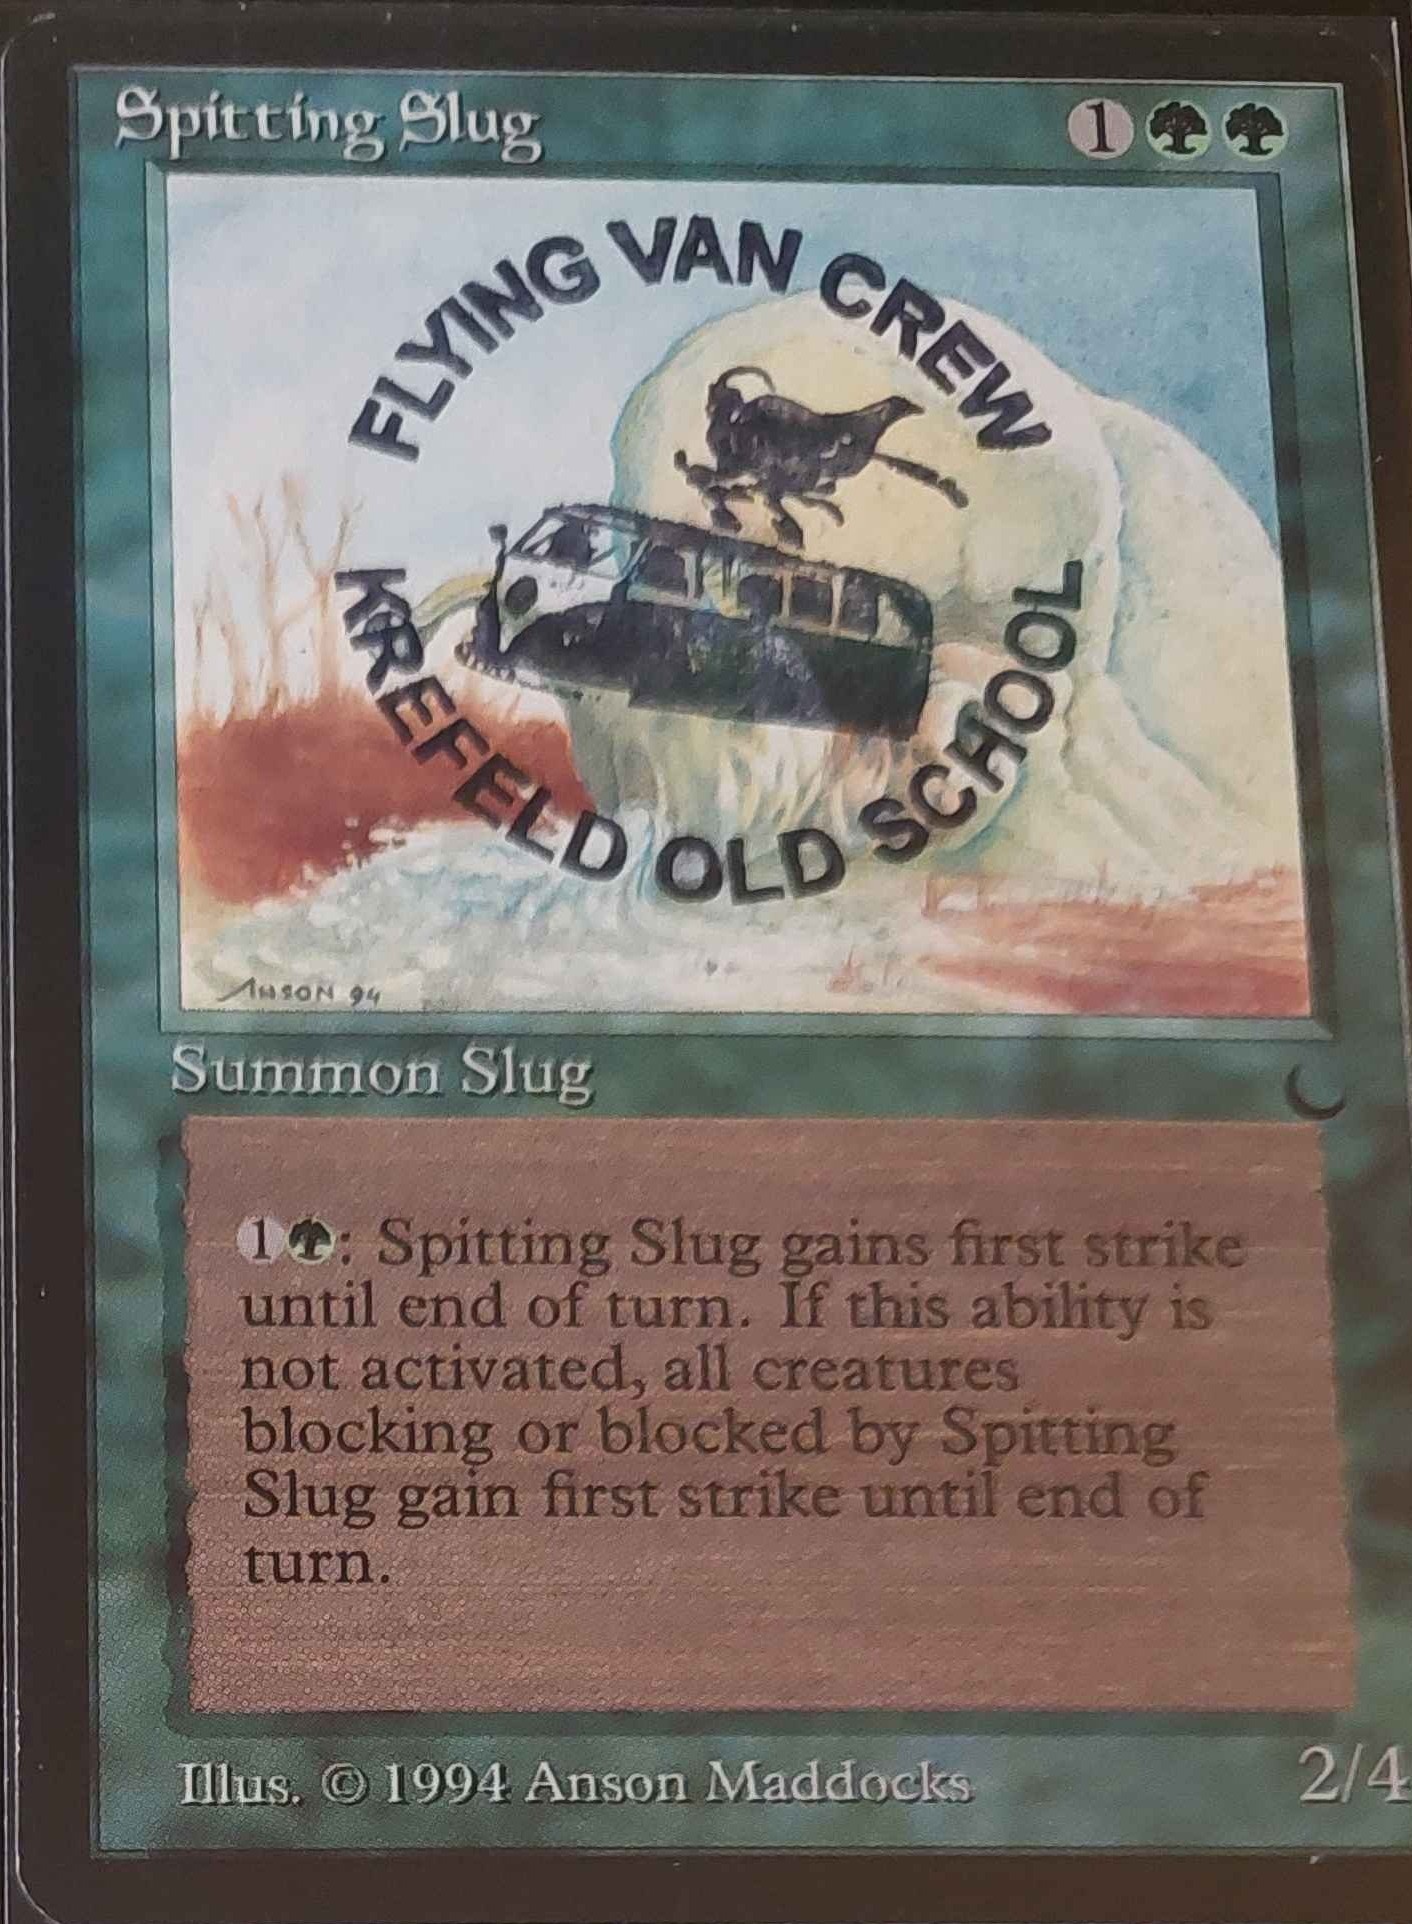 Spitting Slug 1
FLYING VAN CREW
KREFELD OLD SCHOOL
ANSON 94
Summon Slug
1 : Spitting Slug gains first strike
until end of turn. If this ability is
not activated, all creatures
blocking or blocked by Spitting
Slug gain first strike until end of
turn.
Illus. © 1994 Anson Maddocks 2/4